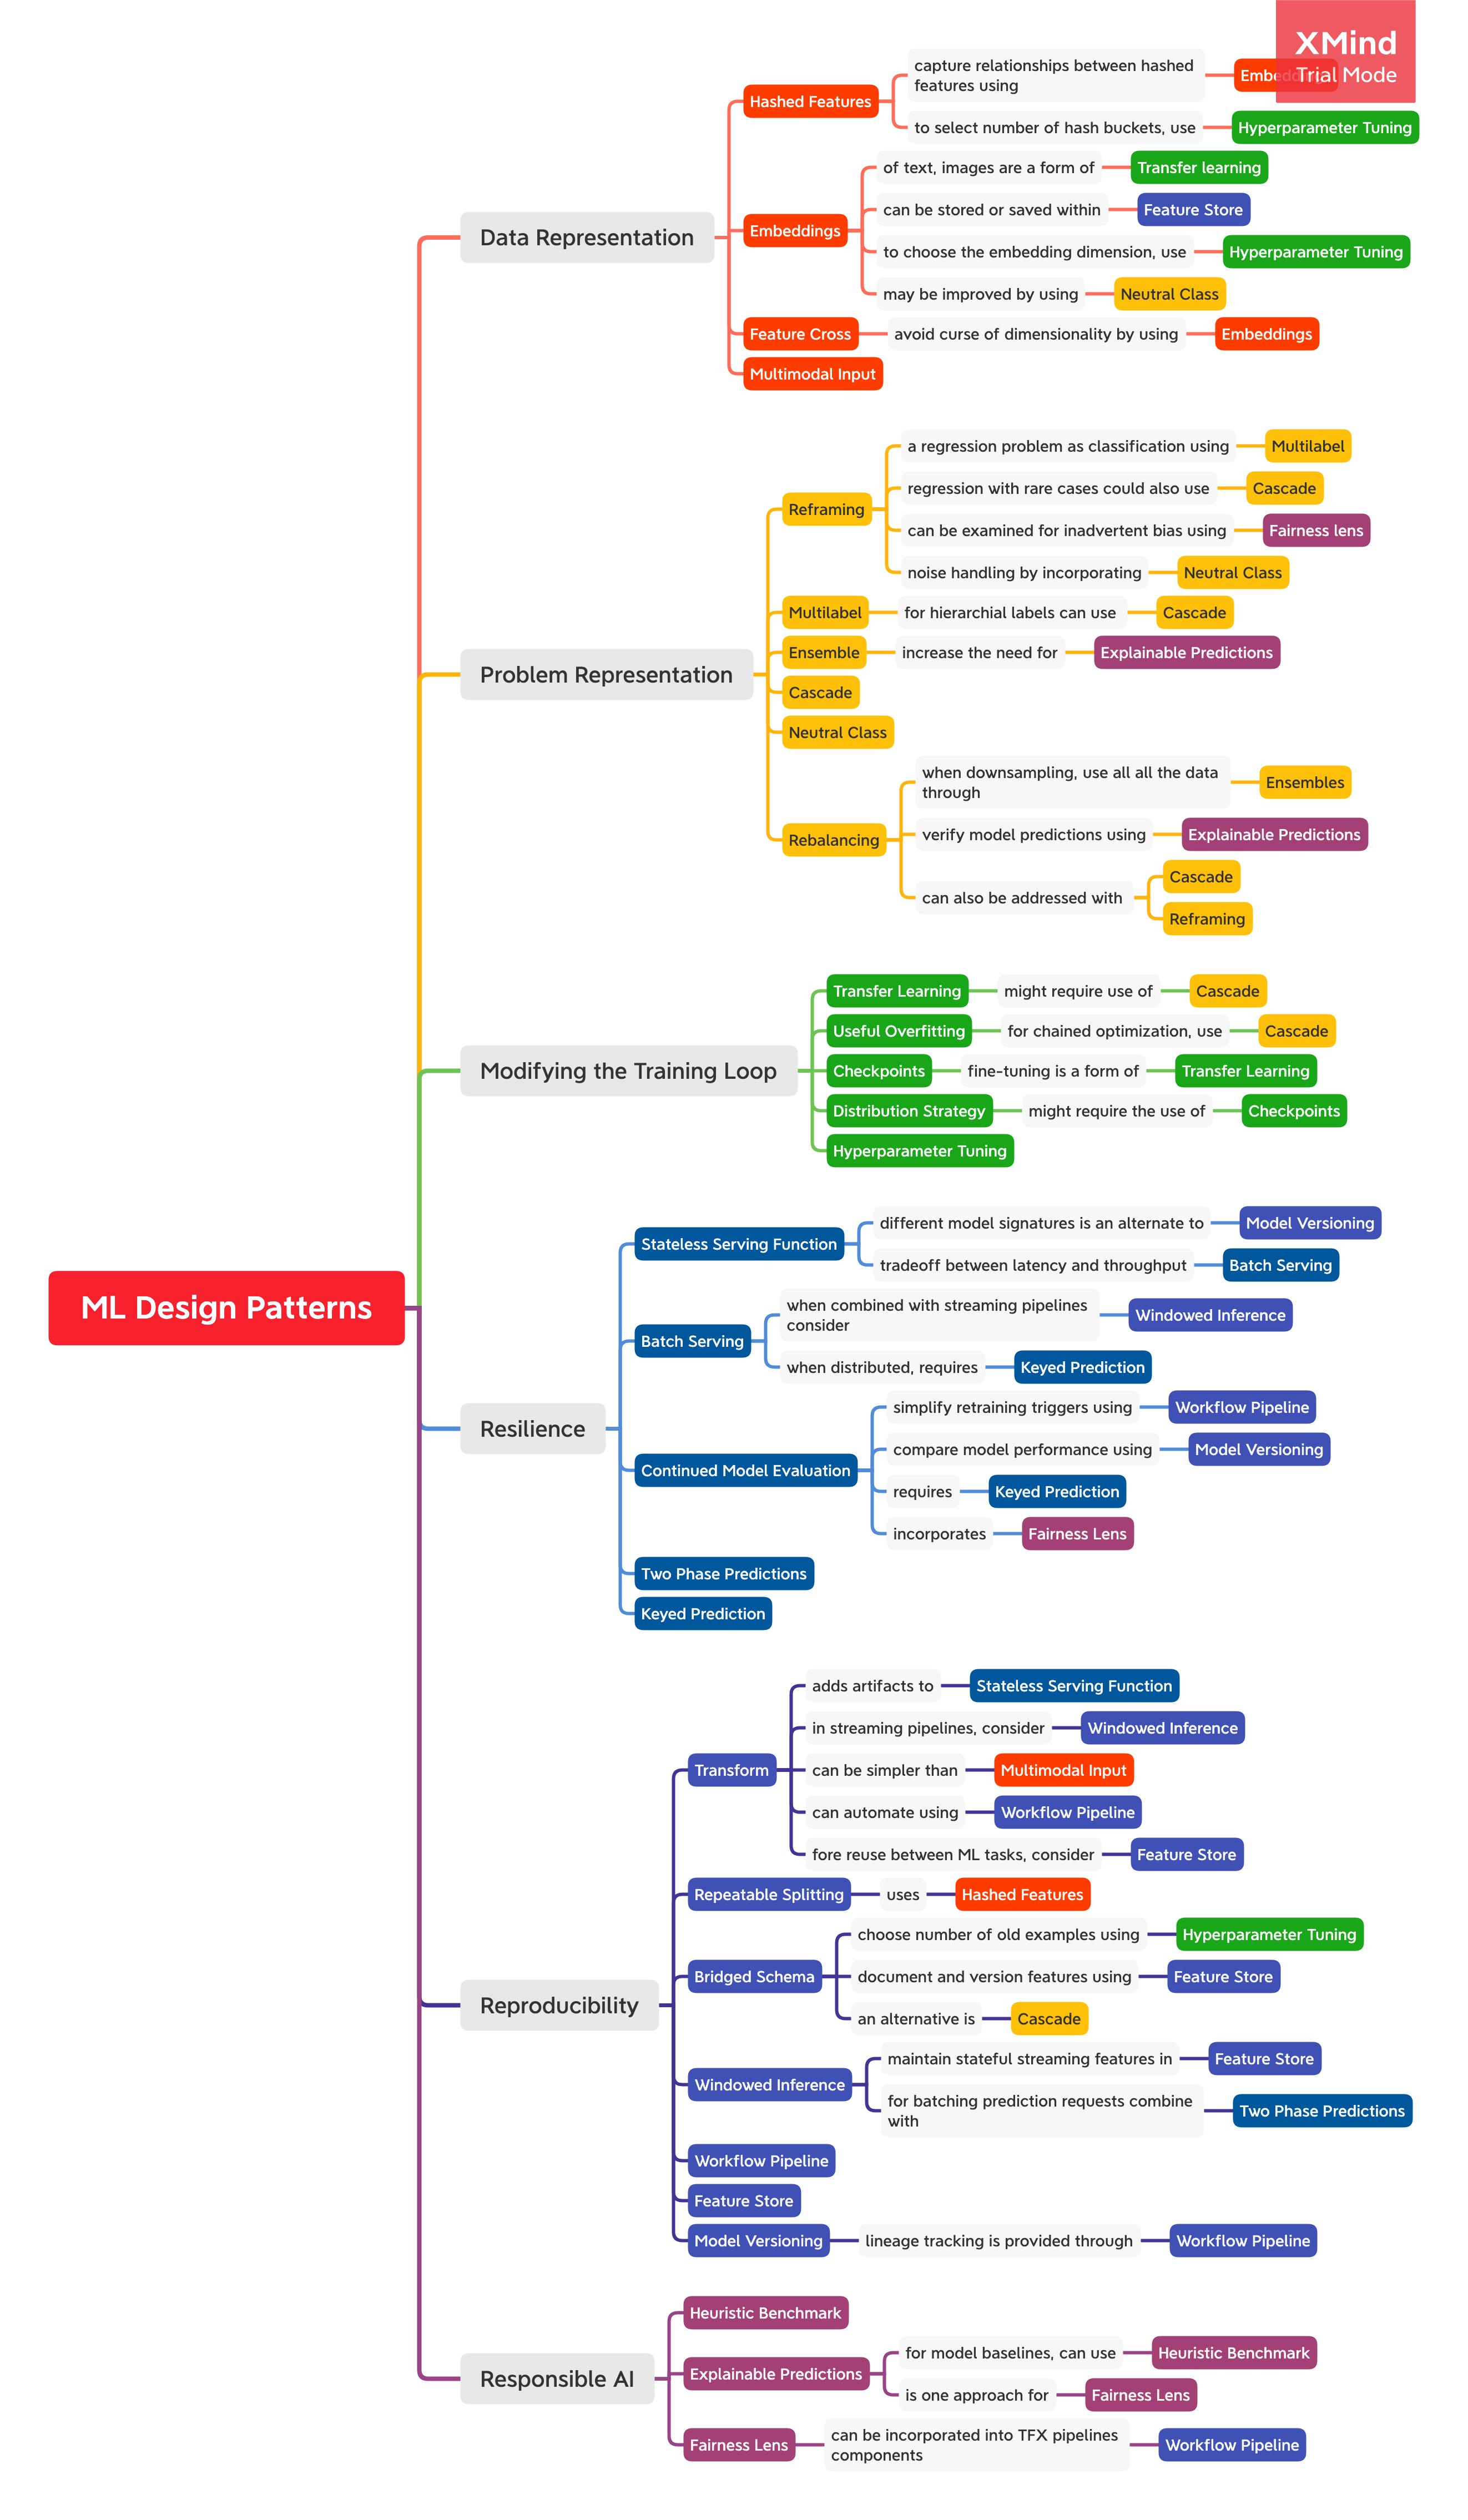 XMind
Trial Mode
capture relationships between hashed
features using
Embeddings
Hashed Features
to select number of hash buckets, use
Hyperparameter Tuning
of text, images are a form of
Transfer learning
can be stored or saved within
Feature Store
Data Representation
Embeddings
to choose the embedding dimension, use
Hyperparameter Tuning
may be improved by using
Neutral Class
Feature Cross
avoid curse of dimensionality by using
Embeddings
Multimodal Input
a regression problem as classification using
Multilabel
regression with rare cases could also use
Cascade
Reframing
can be examined for inadvertent bias using
Fairness lens
noise handling by incorporating
Neutral Class
Multilabel
for hierarchial labels can use
Cascade
Problem Representation
Ensemble
increase the need for
Explainable Predictions
Cascade
Neutral Class
when downsampling, use all all the data
through
Ensembles
Rebalancing
verify model predictions using
Explainable Predictions
can also be addressed with
Cascade
Reframing
Transfer Learning
might require use of
Cascade
Useful Overfitting
for chained optimization, use
Cascade
Modifying the Training Loop
Checkpoints
fine-tuning is a form of
Transfer Learning
Distribution Strategy
might require the use of
Checkpoints
Hyperparameter Tuning
ML Design Patterns
Stateless Serving Function
different model signatures is an alternate to
Model Versioning
tradeoff between latency and throughput
Batch Serving
when combined with streaming pipelines
consider
Windowed Inference
Batch Serving
when distributed, requires
Keyed Prediction
Resilience
simplify retraining triggers using
Workflow Pipeline
compare model performance using
Model Versioning
Continued Model Evaluation
requires
Keyed Prediction
incorporates
Fairness Lens
Two Phase Predictions
Keyed Prediction
adds artifacts to
Stateless Serving Function
in streaming pipelines, consider
Windowed Inference
Transform
can be simpler than
Multimodal Input
can automate using
Workflow Pipeline
fore reuse between ML tasks, consider
Feature Store
Repeatable Splitting
uses
Hashed Features
choose number of old examples using
Hyperparameter Tuning
Bridged Schema
document and version features using
Feature Store
Reproducibility
an alternative is
Cascade
maintain stateful streaming features in
Feature Store
Windowed Inference
for batching prediction requests combine
with
Two Phase Predictions
Workflow Pipeline
Feature Store
Model Versioning
lineage tracking is provided through
Workflow Pipeline
Heuristic Benchmark
for model baselines, can use
Heuristic Benchmark
Responsible AI
Explainable Predictions
is one approach for
Fairness Lens
Fairness Lens
can be incorporated into TFX pipelines
components
Workflow Pipeline